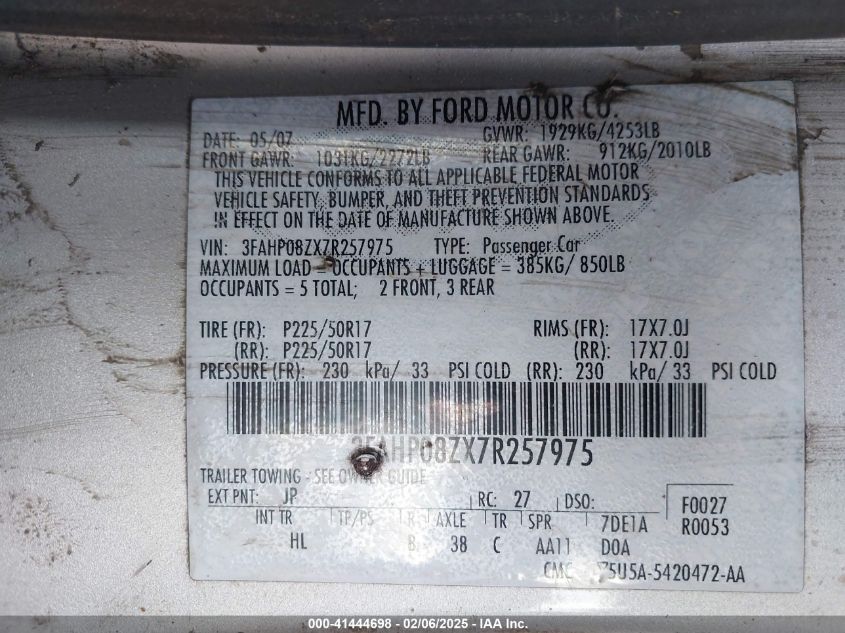 MFD. BY FORD MOTOR CO.
DATE: 05/07 GVWR: 1929KG/4253LB
FRONT GAWR: 1031KG/2272LB REAR GAWR: 912KG/2010LB
THIS VEHICLE CONFORMS TO ALL APPLICABLE FEDERAL MOTOR
VEHICLE SAFETY, BUMPER, AND THEFT PREVENTION STANDARDS
IN EFFECT ON THE DATE OF MANUFACTURE SHOWN ABOVE.
VIN: 3FAHP08ZX7R257975 TYPE: Passenger Car
MAXIMUM LOAD = OCCUPANTS + LUGGAGE = 385KG/ 850LB
OCCUPANTS = 5 TOTAL; 2 FRONT, 3 REAR
TIRE (FR): P225/50R17 RIMS (FR): 17X7.0J
(RR): P225/50R17 (RR): 17X7.0J
PRESSURE (FR): 230 kPa/ 33 PSI COLD (RR): 230 kPa/ 33 PSI COLD
3FAHP08ZX7R257975
TRAILER TOWING - SEE OWNER GUIDE
EXT PNT: JP RC: 27 DSO: F0027
INT TR TP/PS R AXLE TR SPR 7DE1A R0053
HL B 38 C AA11 DOA
CMC 75U5A-5420472-AA
000-41444698 - 02/06/2025 - IAA Inc.